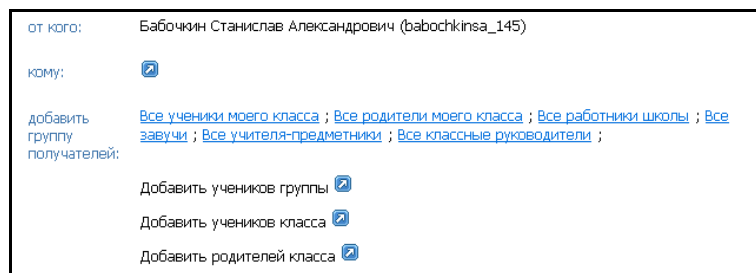 от кого: Бабочкин Станислав Александрович (babochkinsa_145)
кому:
добавить группу получателей:
Все ученики моего класса ; Все родители моего класса ; Все работники школы ; Все
завучи ; Все учителя-предметники ; Все классные руководители ;
Добавить учеников группы
Добавить учеников класса
Добавить родителей класса